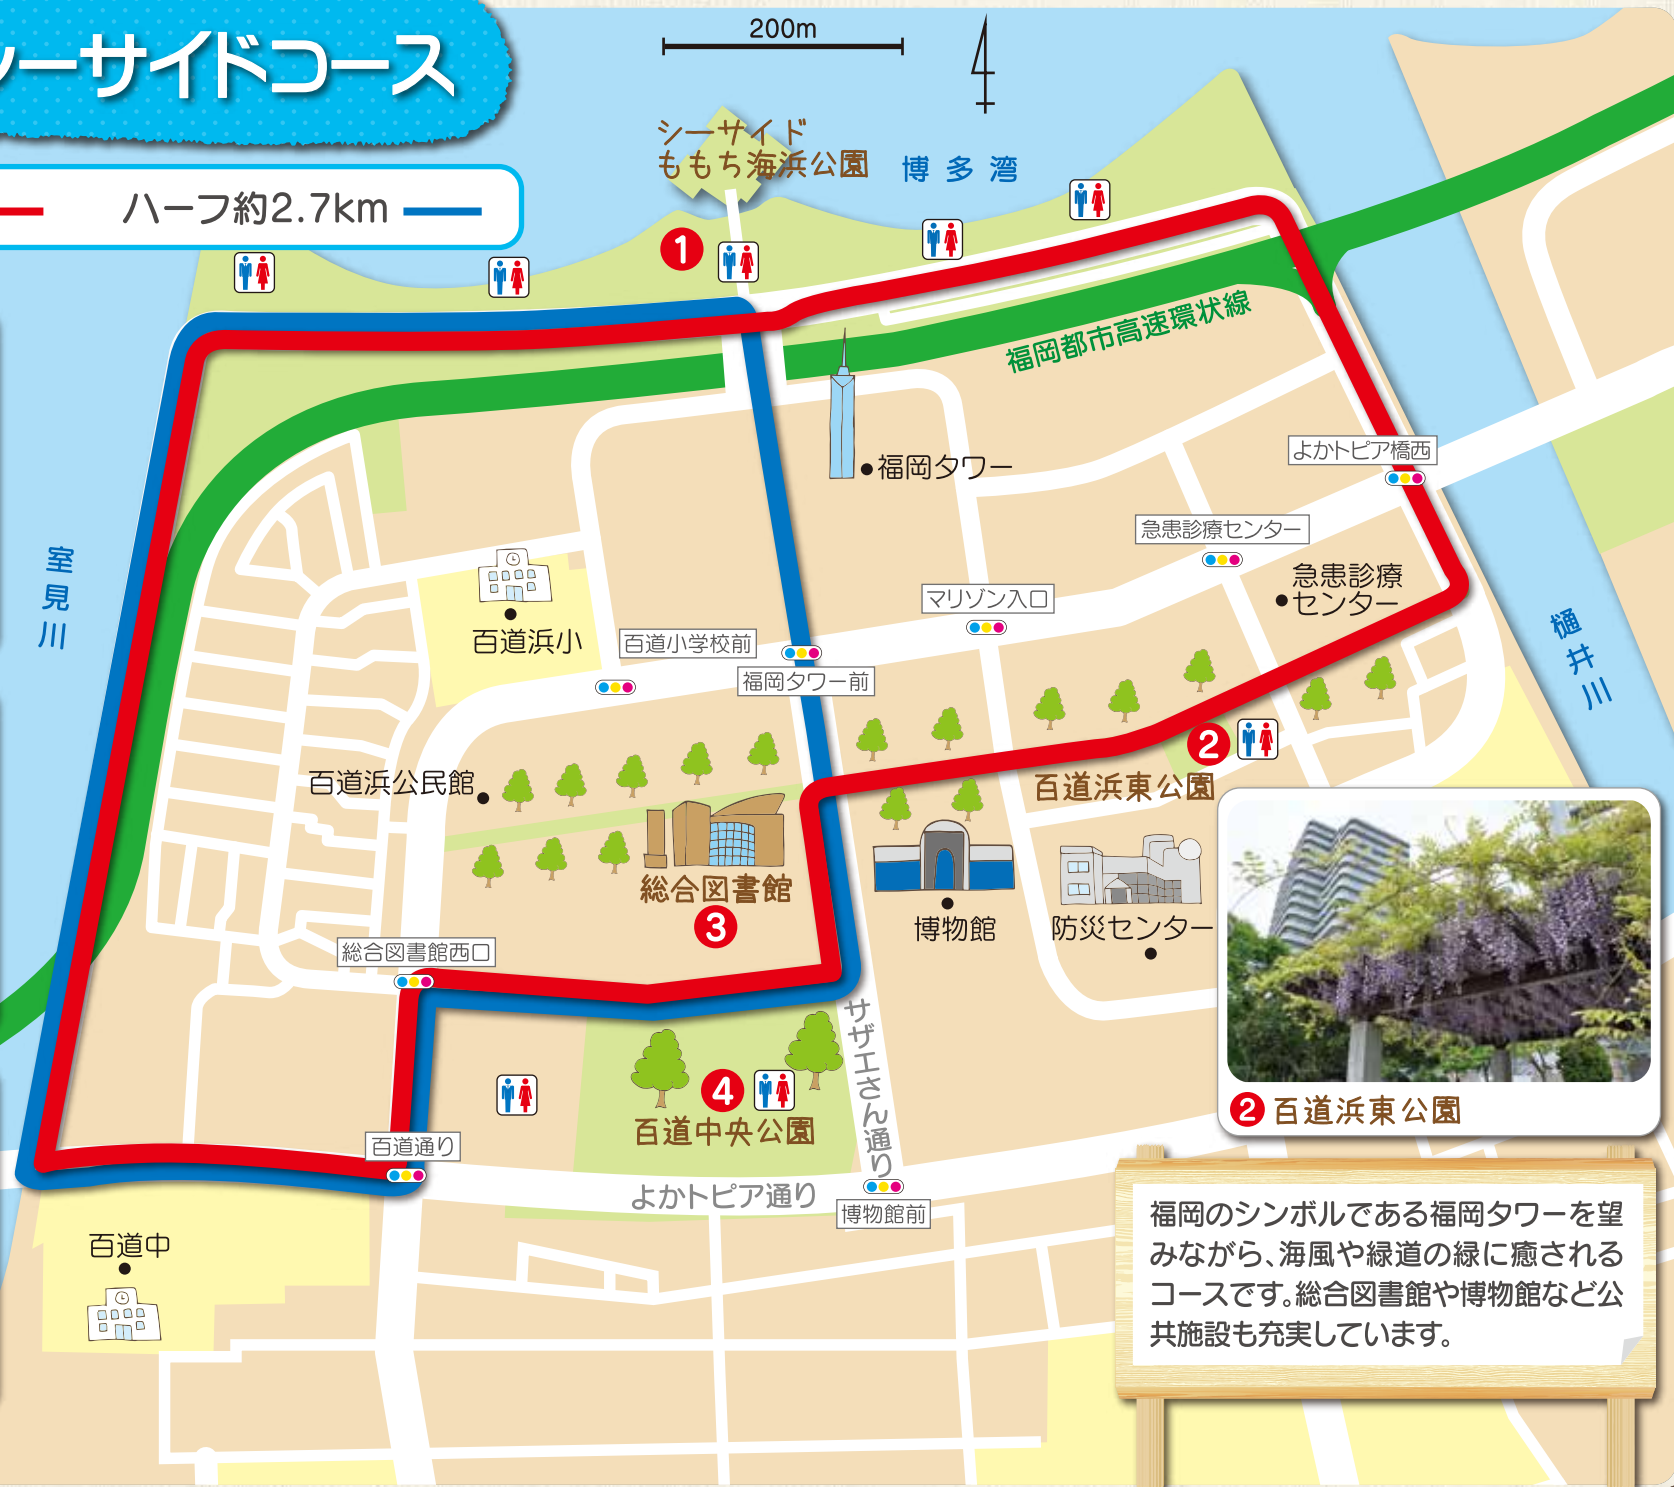 シーサイドコース
ハーフ約2.7km
200m
シーサイド
ももち海浜公園
博多湾
1
福岡都市高速環状線
福岡タワー
よかトピア橋西
急患診療センター
急患診療
センター
マリゾン入口
室見川
樋井川
百道浜小
百道小学校前
福岡タワー前
2
百道浜東公園
百道浜公民館
総合図書館
3
博物館
防災センター
総合図書館西口
サザエさん通り
4
百道中央公園
百道通り
よかトピア通り
博物館前
百道中
2 百道浜東公園
福岡のシンボルである福岡タワーを望
みながら、海風や緑道の緑に癒される
コースです。総合図書館や博物館など公
共施設も充実しています。